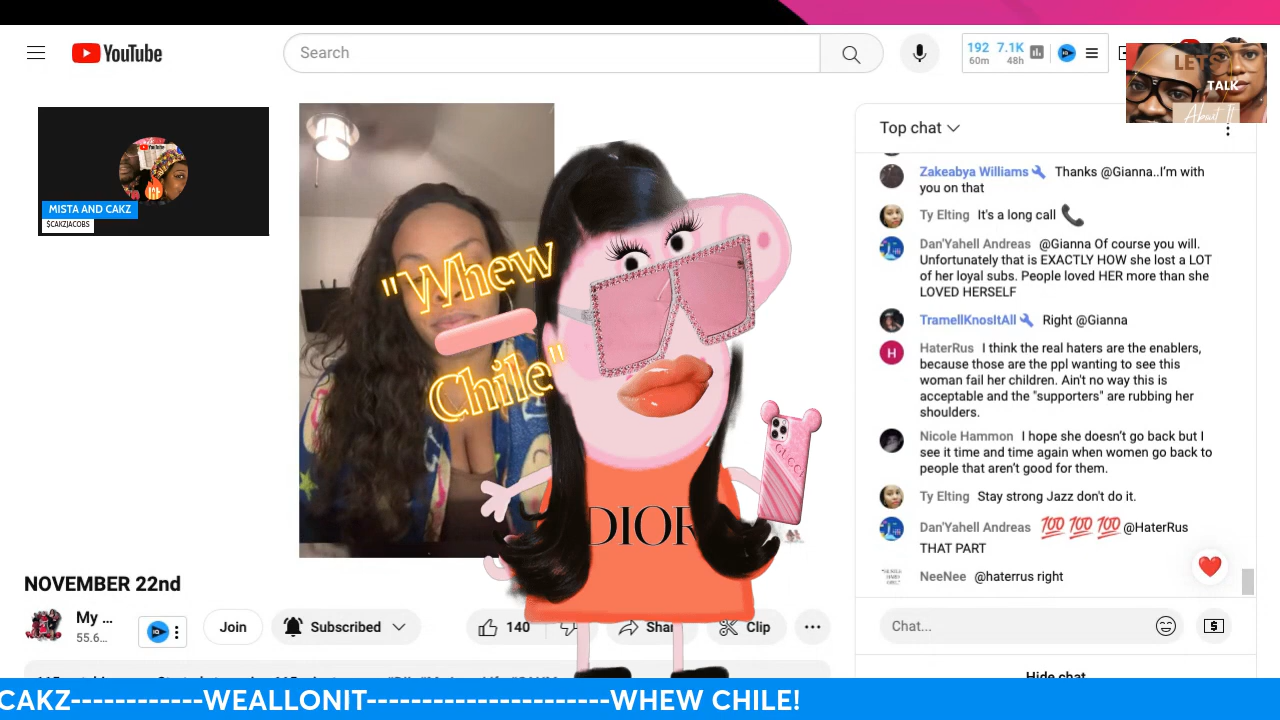 YouTube
Search
192 7.1K
60m 48h
LETS
TALK
About It
MISTA AND CAKZ
$CAKZJACOBS
"Whew
Chile"
GUCCI
DIOR
Top chat
Zakeabya Williams Thanks @Gianna..I'm with
you on that
Ty Elting It's a long call
Dan'Yahell Andreas @Gianna Of course you will.
Unfortunately that is EXACTLY HOW she lost a LOT
of her loyal subs. People loved HER more than she
LOVED HERSELF
TramellKnosItAll Right @Gianna
H HaterRus I think the real haters are the enablers,
because those are the ppl wanting to see this
woman fail her children. Ain't no way this is
acceptable and the "supporters" are rubbing her
shoulders.
Nicole Hammon I hope she doesn't go back but I
see it time and time again when women go back to
people that aren't good for them.
Ty Elting Stay strong Jazz don't do it.
Dan'Yahell Andreas 100 100 100 @HaterRus
THAT PART
NeeNee @haterrus right
Chat...
Hide chat
NOVEMBER 22nd
My ...
55.6...
Join
Subscribed
140
Shar
Clip
CAKZ------------WEALLONIT----------------------WHEW CHILE!